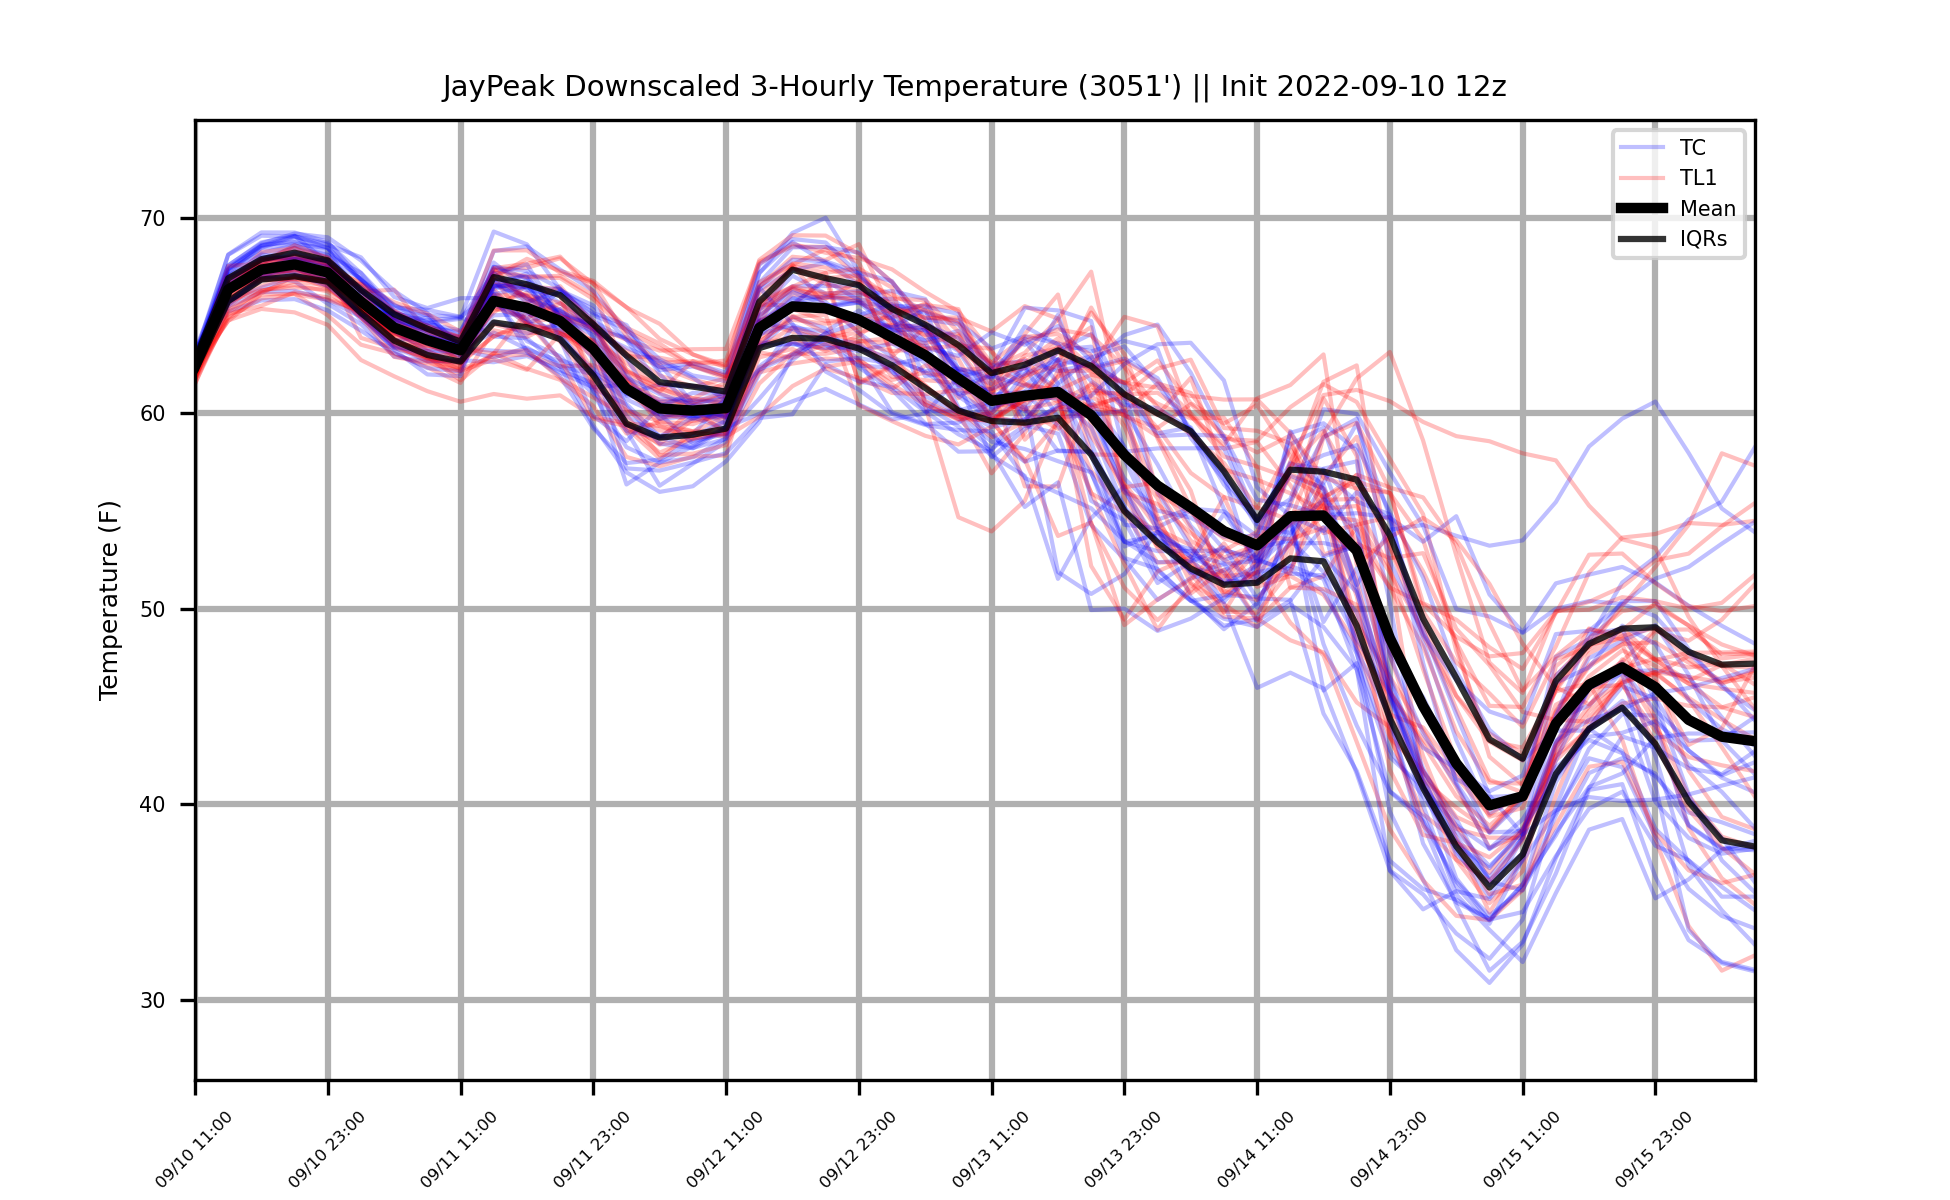 JayPeak Downscaled 3-Hourly Temperature (3051') || Init 2022-09-10 12z
TC
TL1
Mean
IQRs
Temperature (F)
70
60
50
40
30
09/10 11:00
09/10 23:00
09/11 11:00
09/11 23:00
09/12 11:00
09/12 23:00
09/13 11:00
09/13 23:00
09/14 11:00
09/14 23:00
09/15 11:00
09/15 23:00